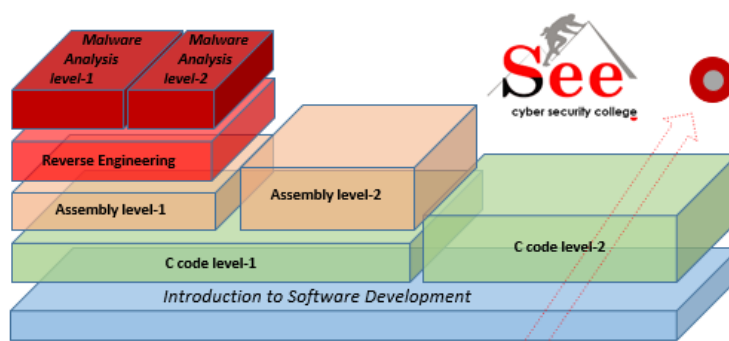 Malware
Analysis
level-1
Malware
Analysis
level-2
See
cyber security college
Reverse Engineering
Assembly level-1
Assembly level-2
C code level-1
C code level-2
Introduction to Software Development